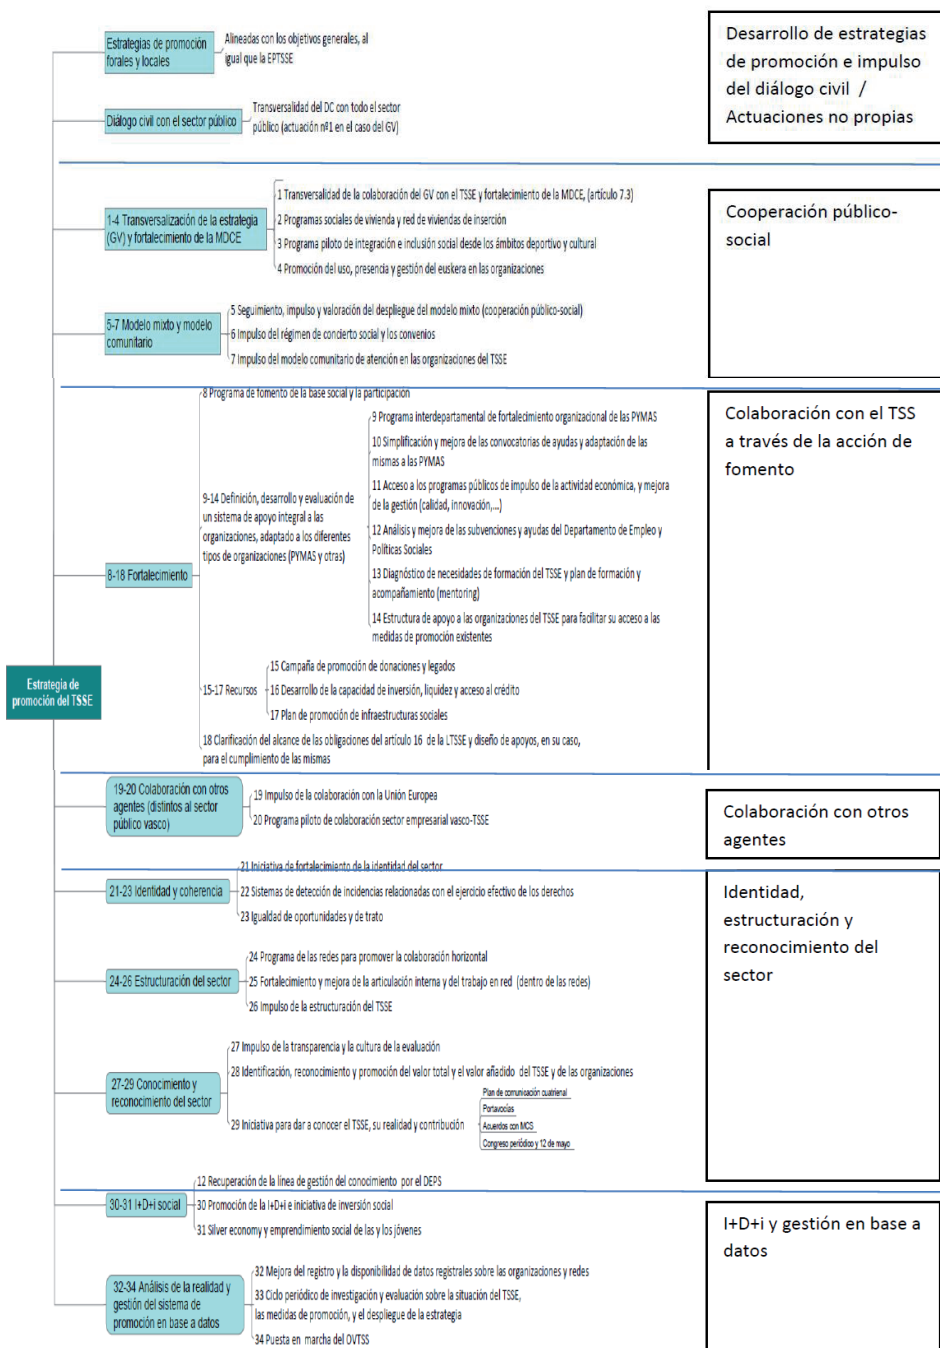 Estrategias de promoción
forales y locales
Alineadas con los objetivos generales, al
igual que la EPTSSE
Desarrollo de estrategias
de promoción e impulso
del diálogo civil /
Actuaciones no propias
Diálogo civil con el sector público
Transversalidad del DC con todo el sector
público (actuación nº1 en el caso del GV)
1-4 Transversalización de la estrategia
(GV) y fortalecimiento de la MDCE
1 Transversalidad de la colaboración del GV con el TSSE y fortalecimiento de la MDCE, (artículo 7.3)
2 Programas sociales de vivienda y red de viviendas de inserción
3 Programa piloto de integración e inclusión social desde los ámbitos deportivo y cultural
4 Promoción del uso, presencia y gestión del euskera en las organizaciones
Cooperación público-
social
5-7 Modelo mixto y modelo
comunitario
5 Seguimiento, impulso y valoración del despliegue del modelo mixto (cooperación público-social)
6 Impulso del régimen de concierto social y los convenios
7 Impulso del modelo comunitario de atención en las organizaciones del TSSE
Estrategia de
promoción del TSSE
8-18 Fortalecimiento
8 Programa de fomento de la base social y la participación
9-14 Definición, desarrollo y evaluación de
un sistema de apoyo integral a las
organizaciones, adaptado a los diferentes
tipos de organizaciones (PYMAS y otras)
9 Programa interdepartamental de fortalecimiento organizacional de las PYMAS
10 Simplificación y mejora de las convocatorias de ayudas y adaptación de las
mismas a las PYMAS
11 Acceso a los programas públicos de impulso de la actividad económica, y mejora
de la gestión (calidad, innovación,...)
12 Análisis y mejora de las subvenciones y ayudas del Departamento de Empleo y
Políticas Sociales
13 Diagnóstico de necesidades de formación del TSSE y plan de formación y
acompañamiento (mentoring)
14 Estructura de apoyo a las organizaciones del TSSE para facilitar su acceso a las
medidas de promoción existentes
Colaboración con el TSS
a través de la acción de
fomento
15-17 Recursos
15 Campaña de promoción de donaciones y legados
16 Desarrollo de la capacidad de inversión, liquidez y acceso al crédito
17 Plan de promoción de infraestructuras sociales
18 Clarificación del alcance de las obligaciones del artículo 16 de la LTSSE y diseño de apoyos, en su caso,
para el cumplimiento de las mismas
19-20 Colaboración con otros
agentes (distintos al sector
público vasco)
19 Impulso de la colaboración con la Unión Europea
20 Programa piloto de colaboración sector empresarial vasco-TSSE
Colaboración con otros
agentes
21-23 Identidad y coherencia
21 Iniciativa de fortalecimiento de la identidad del sector
22 Sistemas de detección de incidencias relacionadas con el ejercicio efectivo de los derechos
23 Igualdad de oportunidades y de trato
Identidad,
estructuración y
reconocimiento del
sector
24-26 Estructuración del sector
24 Programa de las redes para promover la colaboración horizontal
25 Fortalecimiento y mejora de la articulación interna y del trabajo en red (dentro de las redes)
26 Impulso de la estructuración del TSSE
27-29 Conocimiento y
reconocimiento del sector
27 Impulso de la transparencia y la cultura de la evaluación
28 Identificación, reconocimiento y promoción del valor total y el valor añadido del TSSE y de las organizaciones
29 Iniciativa para dar a conocer el TSSE, su realidad y contribución
Plan de comunicación cuatrienal
Portavocías
Acuerdos con MCS
Congreso periódico y 12 de mayo
30-31 I+D+i social
12 Recuperación de la línea de gestión del conocimiento por el DEPS
30 Promoción de la I+D+i e iniciativa de inversión social
31 Silver economy y emprendimiento social de las y los jóvenes
I+D+i y gestión en base a
datos
32-34 Análisis de la realidad y
gestión del sistema de
promoción en base a datos
32 Mejora del registro y la disponibilidad de datos registrales sobre las organizaciones y redes
33 Ciclo periódico de investigación y evaluación sobre la situación del TSSE,
las medidas de promoción, y el despliegue de la estrategia
34 Puesta en marcha del OVTSS